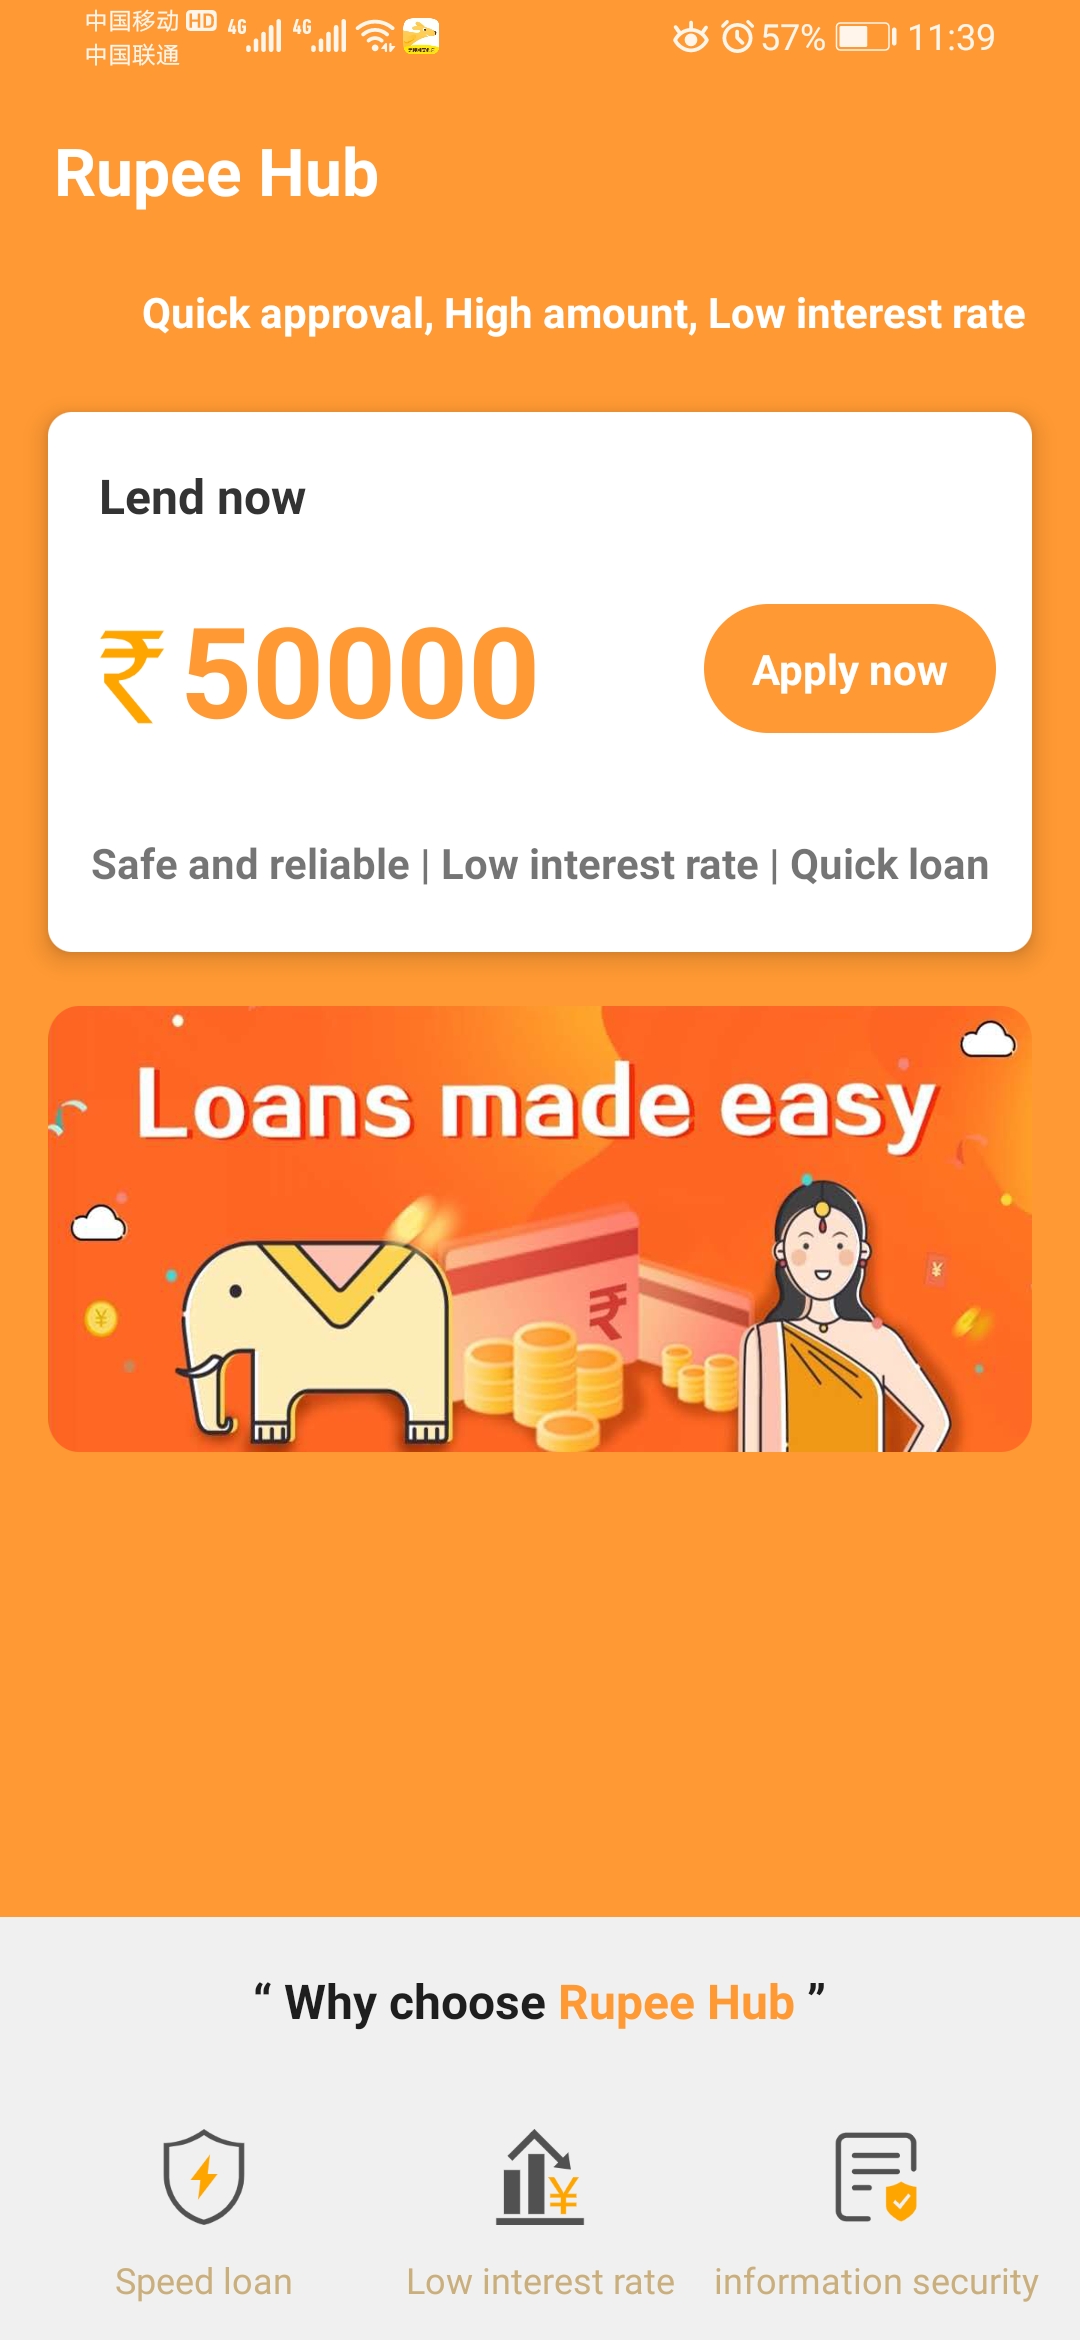 中国移动 HD 4G 4G
中国联通
57% 11:39
Rupee Hub
Quick approval, High amount, Low interest rate
Lend now
₹50000
Apply now
Safe and reliable | Low interest rate | Quick loan
Loans made easy
₹
¥
¥
“ Why choose Rupee Hub ”
¥
Speed loan
Low interest rate
information security